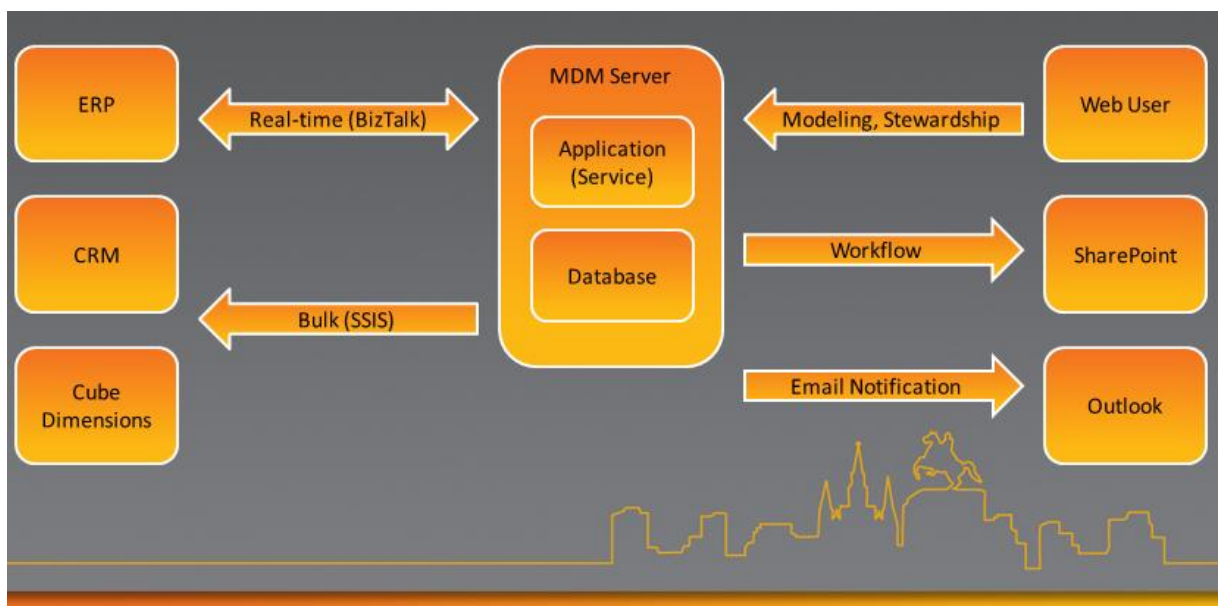 ERP
Real-time (BizTalk)
MDM Server
Modeling, Stewardship
Web User
Application
(Service)
CRM
Workflow
SharePoint
Database
Bulk (SSIS)
Cube
Dimensions
Email Notification
Outlook